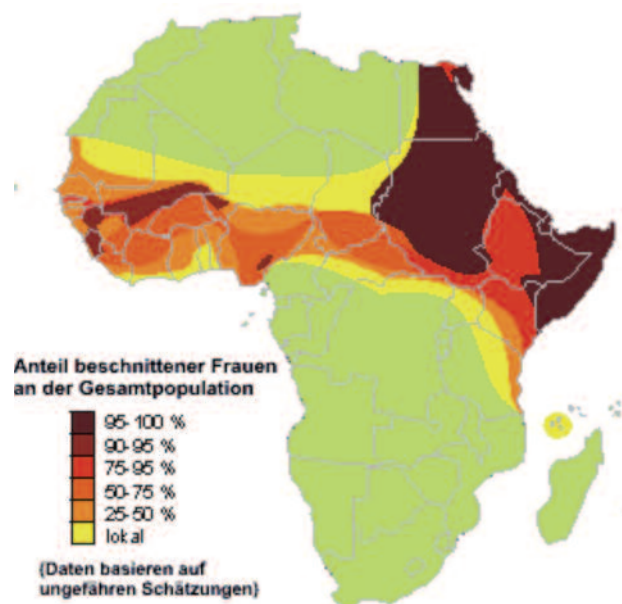 Anteil beschnittener Frauen
an der Gesamtpopulation
95-100 %
90-95 %
75-95 %
50-75 %
25-50 %
lokal
(Daten basieren auf
ungefähren Schätzungen)